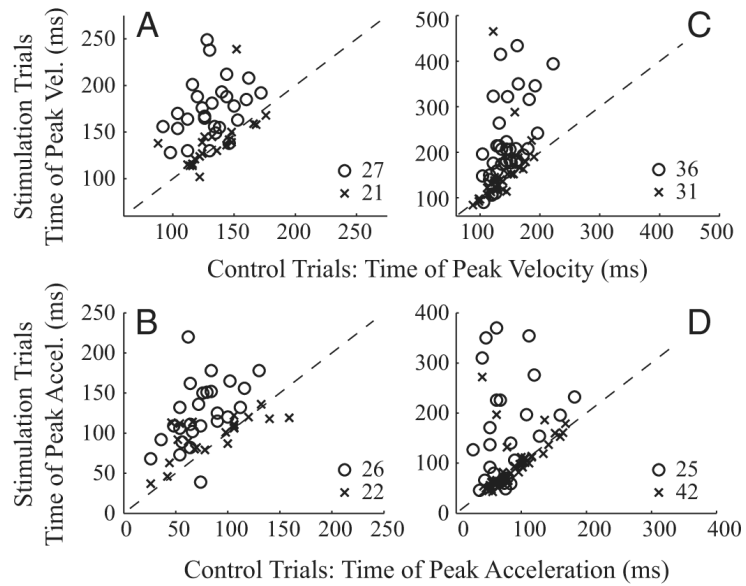 A
C
Stimulation Trials
Time of Peak Vel. (ms)
250
200
150
100
500
400
300
200
100
27
21
36
31
100 150 200 250
100 200 300 400 500
Control Trials: Time of Peak Velocity (ms)
B
D
Stimulation Trials
Time of Peak Accel. (ms)
250
200
150
100
50
0
400
300
200
100
0
26
22
25
42
0 50 100 150 200 250
0 100 200 300 400
Control Trials: Time of Peak Acceleration (ms)